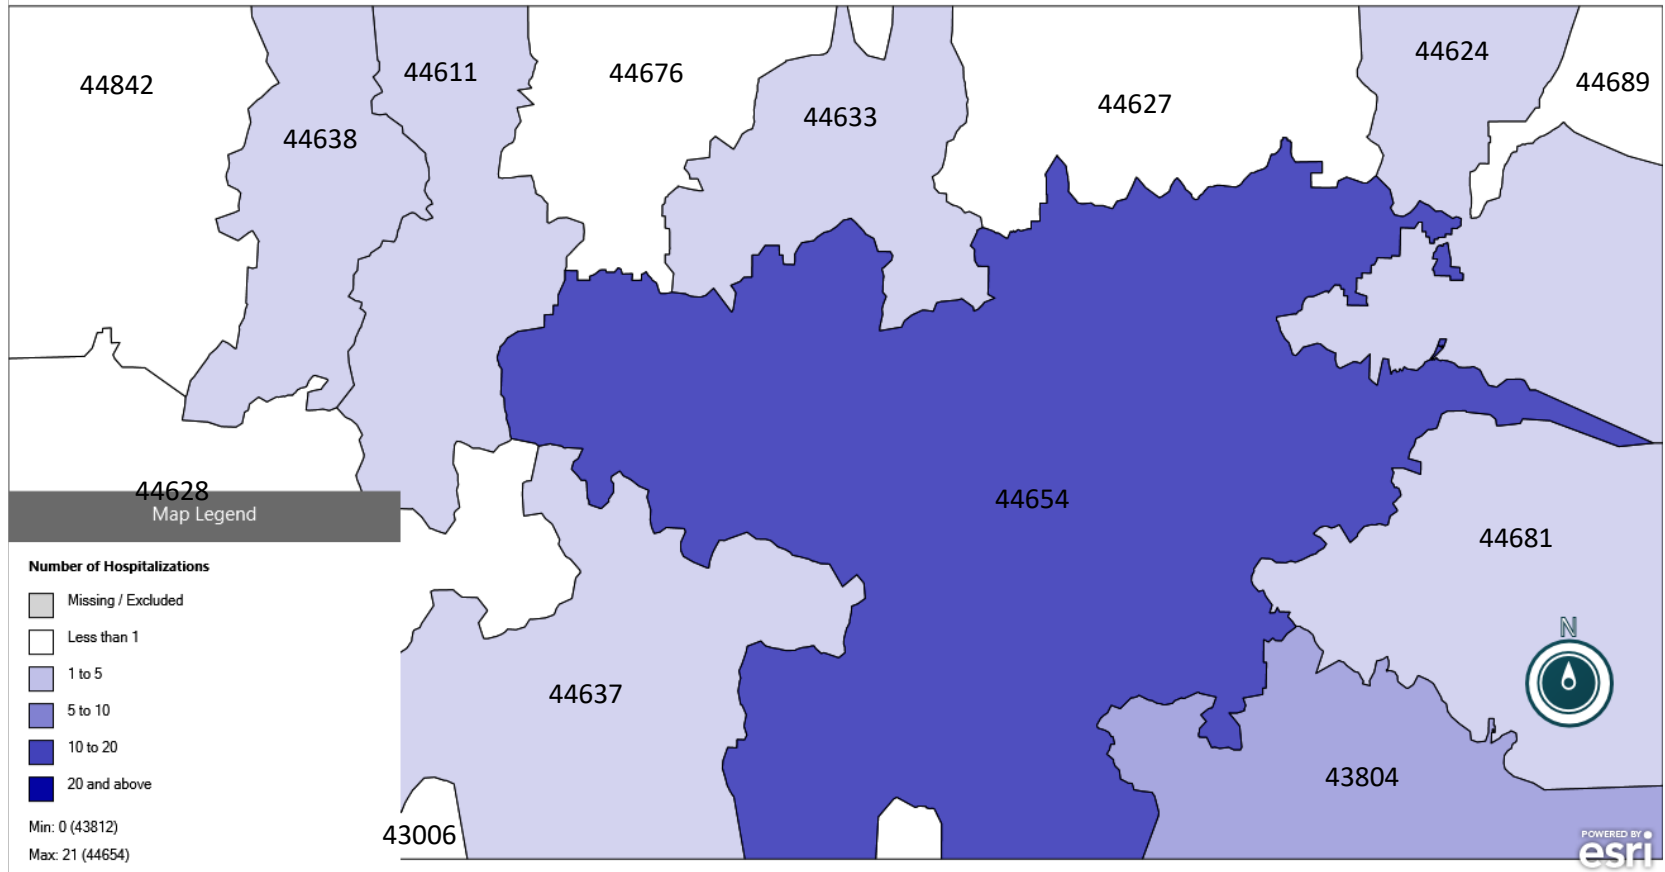 44842
44638
44611
44676
44633
44627
44624
44689
44628
44654
44681
44637
43804
43006
Map Legend
Number of Hospitalizations
Missing / Excluded
Less than 1
1 to 5
5 to 10
10 to 20
20 and above
Min: 0 (43812)
Max: 21 (44654)
N
POWERED BY
esri